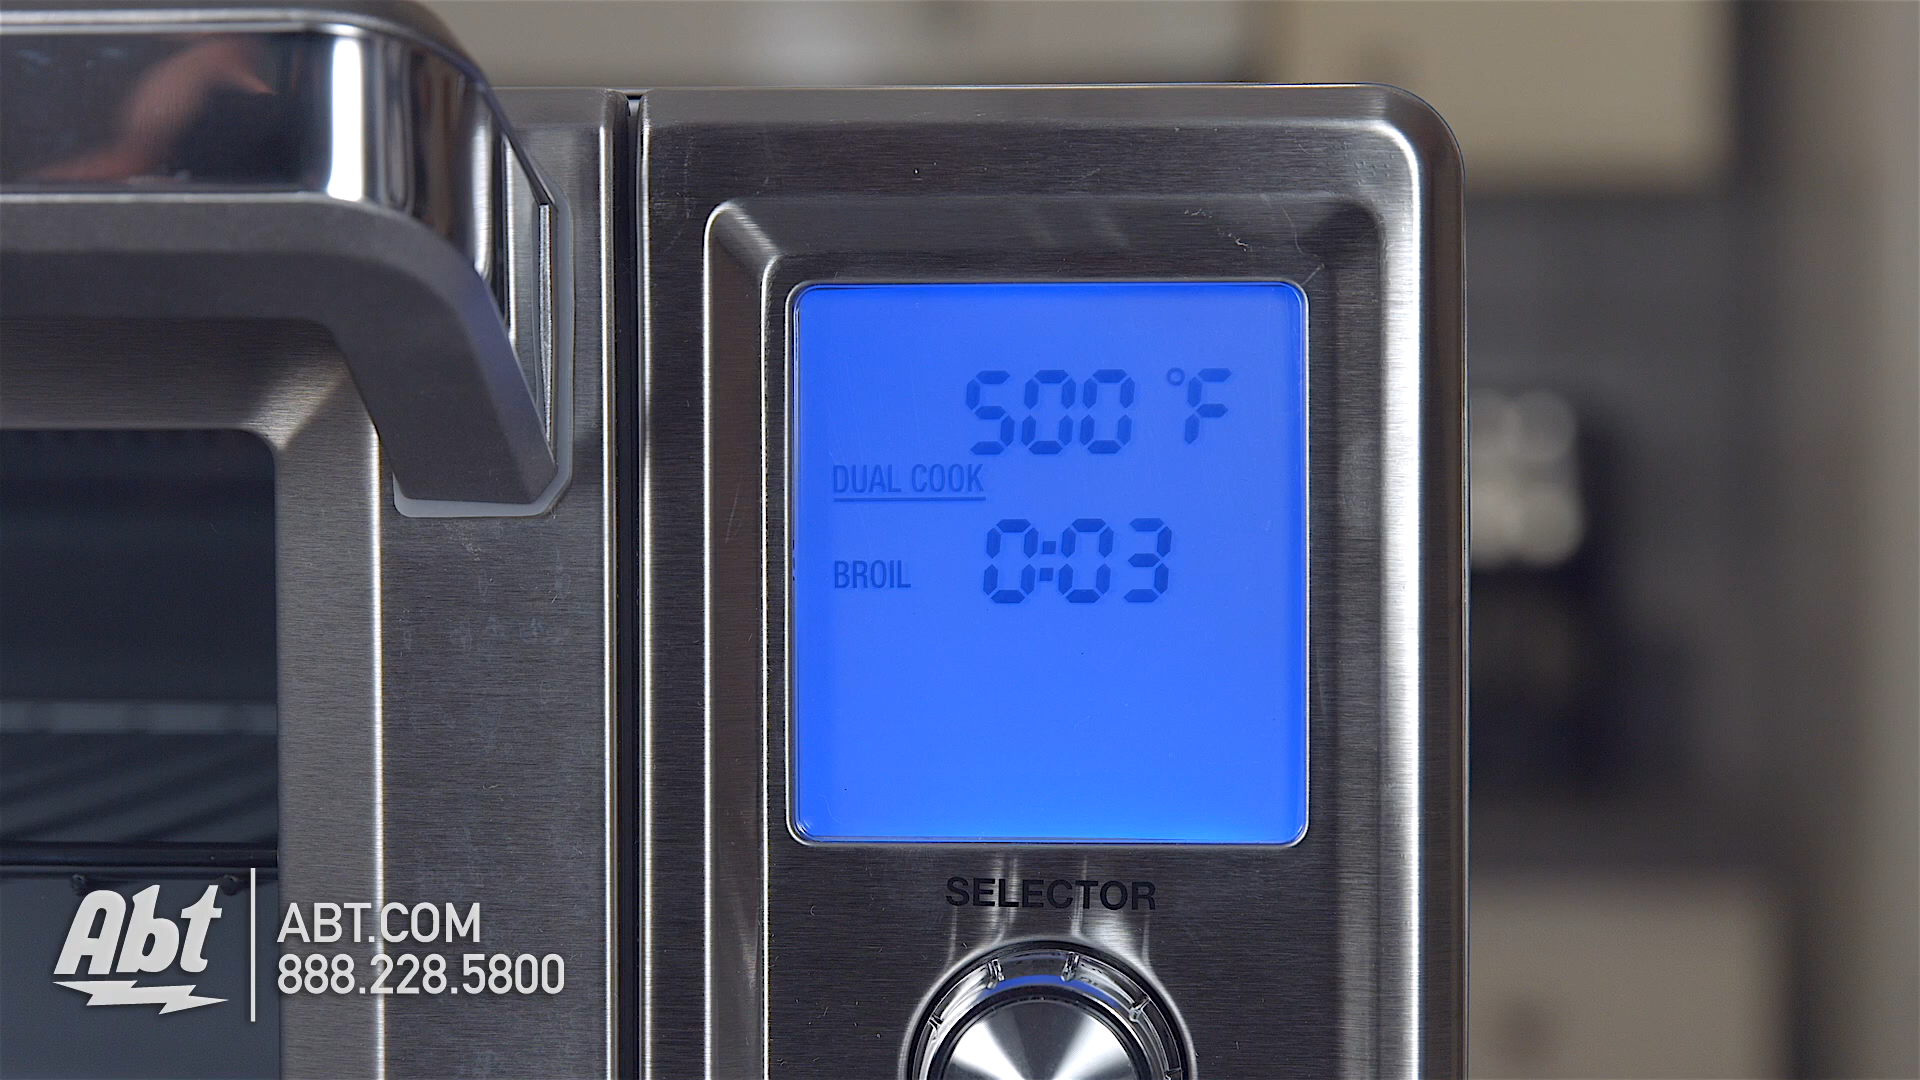 500 °F
DUAL COOK
BROIL 0:03
SELECTOR
Abt
ABT.COM
888.228.5800